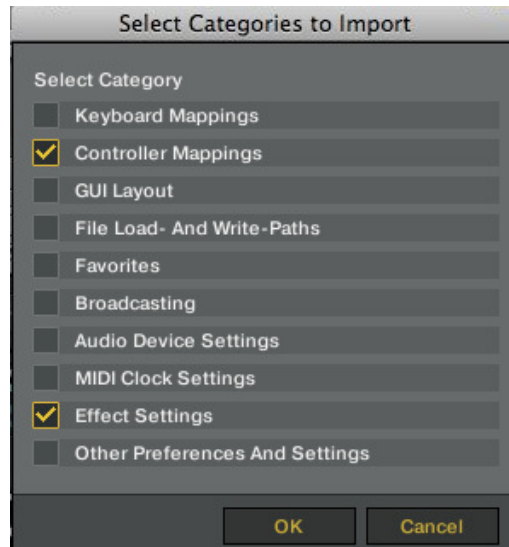 Select Categories to Import
Select Category
Keyboard Mappings
Controller Mappings
GUI Layout
File Load- And Write-Paths
Favorites
Broadcasting
Audio Device Settings
MIDI Clock Settings
Effect Settings
Other Preferences And Settings
OK Cancel